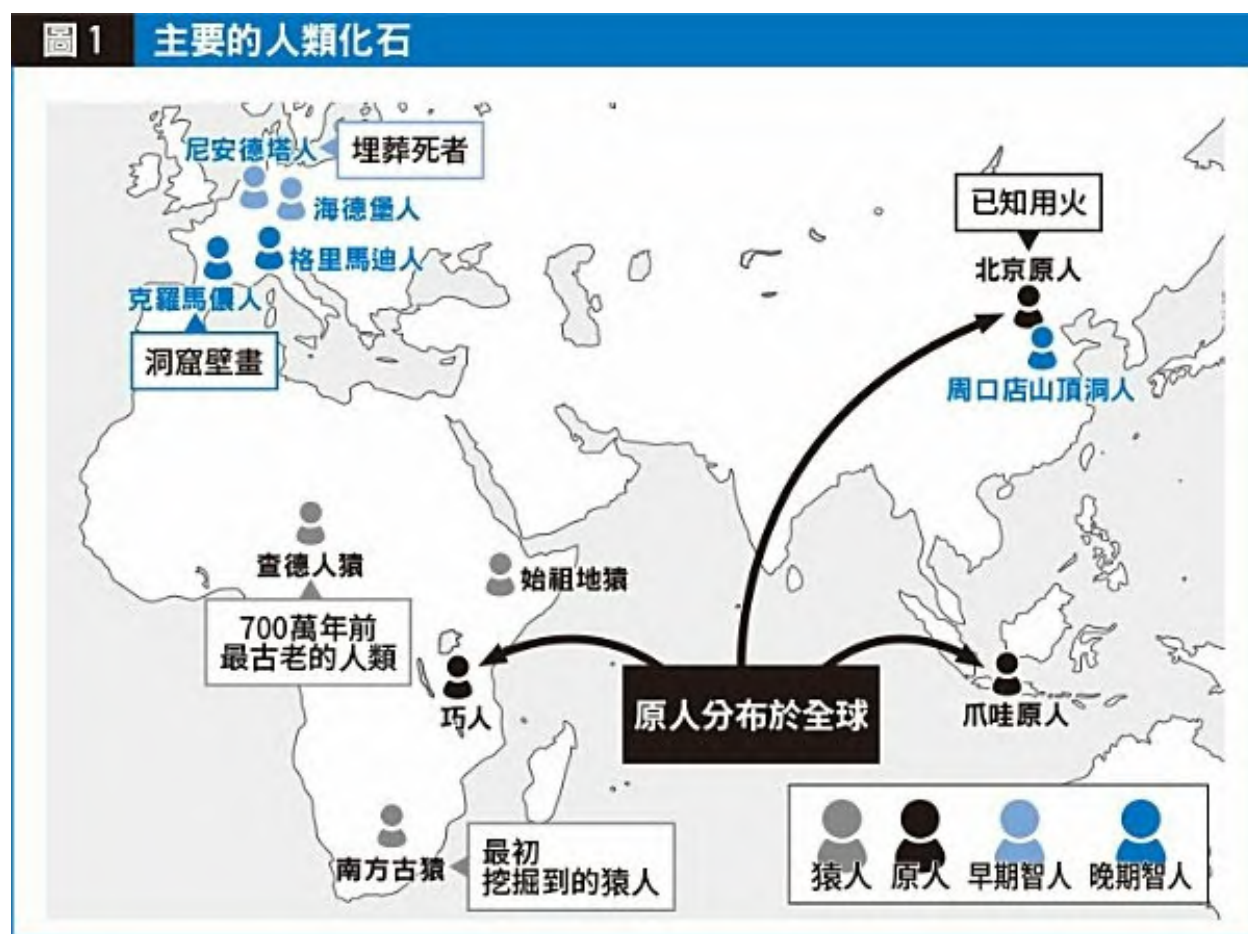 圖1 主要的人類化石
尼安德塔人
埋葬死者
海德堡人
格里馬迪人
克羅馬儂人
洞窟壁畫
已知用火
北京原人
周口店山頂洞人
查德人猿
700萬年前
最古老的人類
始祖地猿
巧人
原人分布於全球
爪哇原人
南方古猿
最初
挖掘到的猿人
猿人 原人 早期智人 晚期智人